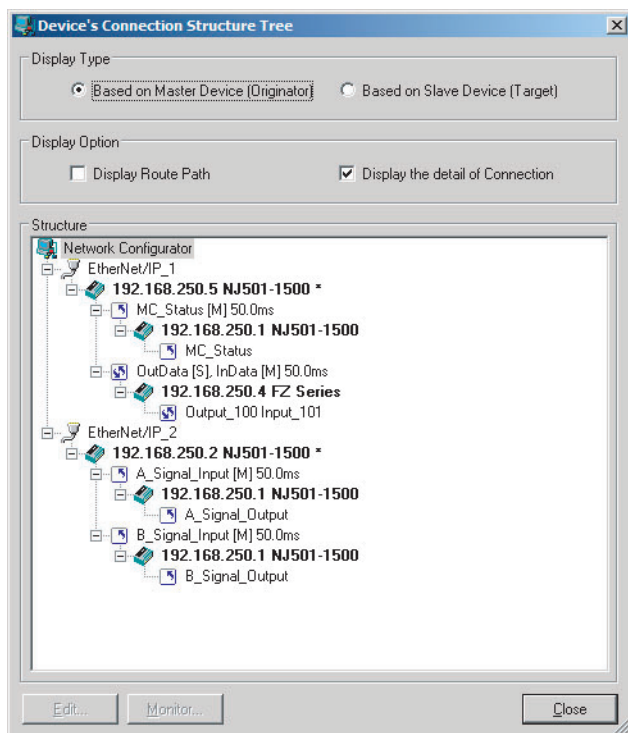 Device's Connection Structure Tree
Display Type
Based on Master Device (Originator)
Based on Slave Device (Target)
Display Option
Display Route Path
Display the detail of Connection
Structure
Network Configurator
EtherNet/IP_1
192.168.250.5 NJ501-1500 *
MC_Status [M] 50.0ms
192.168.250.1 NJ501-1500
MC_Status
OutData [S], InData [M] 50.0ms
192.168.250.4 FZ Series
Output_100 Input_101
EtherNet/IP_2
192.168.250.2 NJ501-1500 *
A_Signal_Input [M] 50.0ms
192.168.250.1 NJ501-1500
A_Signal_Output
B_Signal_Input [M] 50.0ms
192.168.250.1 NJ501-1500
B_Signal_Output
Edit...
Monitor...
Close